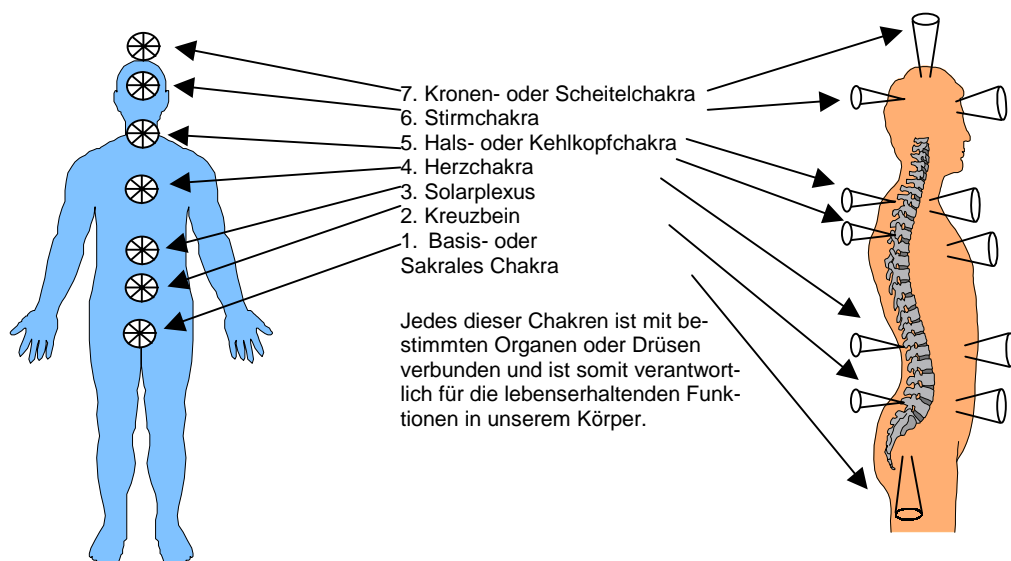 7. Kronen- oder Scheitelchakra
6. Stirmchakra
5. Hals- oder Kehlkopfchakra
4. Herzchakra
3. Solarplexus
2. Kreuzbein
1. Basis- oder
Sakrales Chakra
Jedes dieser Chakren ist mit be-
stimmten Organen oder Drüsen
verbunden und ist somit verantwort-
lich für die lebenserhaltenden Funk-
tionen in unserem Körper.